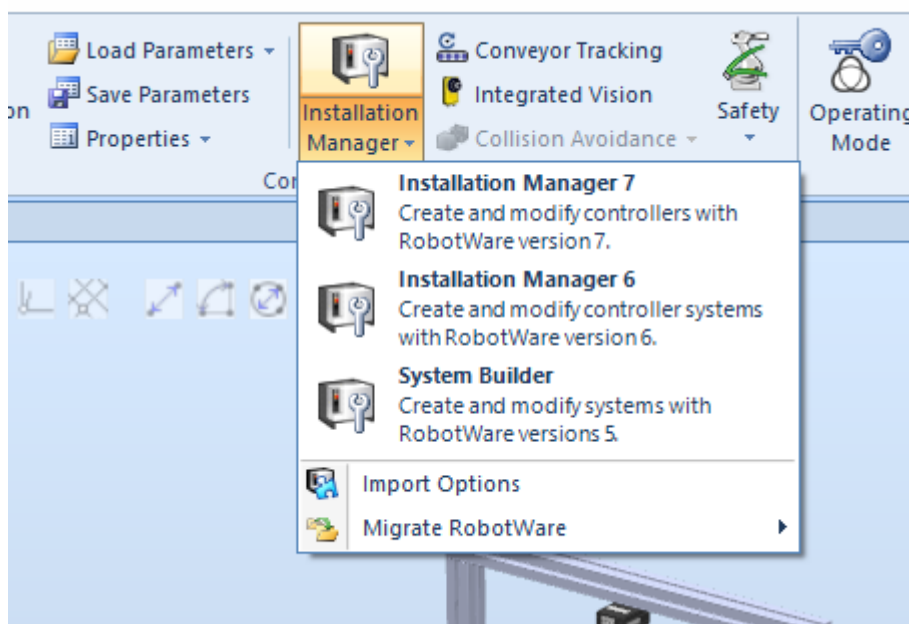 Load Parameters
Save Parameters
Properties
Installation
Manager
Conveyor Tracking
Integrated Vision
Collision Avoidance
Safety
Operating
Mode
Installation Manager 7
Create and modify controllers with
RobotWare version 7.
Installation Manager 6
Create and modify controller systems
with RobotWare version 6.
System Builder
Create and modify systems with
RobotWare versions 5.
Import Options
Migrate RobotWare